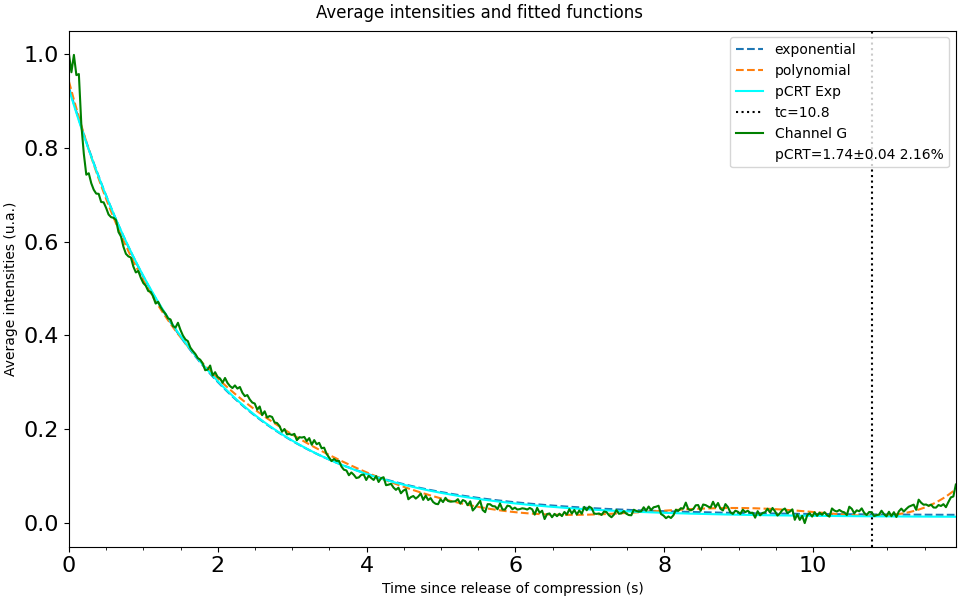 Average intensities and fitted functions
exponential
polynomial
pCRT Exp
tc=10.8
Channel G
pCRT=1.74±0.04 2.16%
Average intensities (u.a.)
1.0
0.8
0.6
0.4
0.2
0.0
0 2 4 6 8 10
Time since release of compression (s)